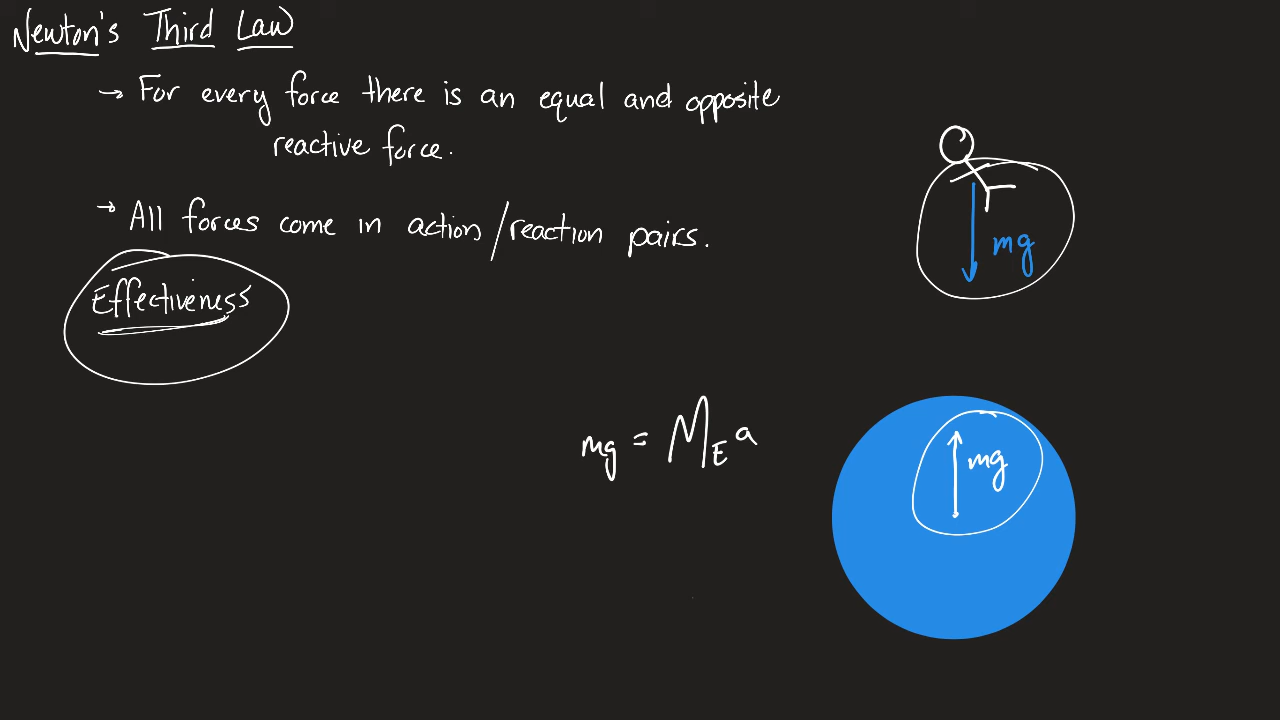 Newton's Third Law
→ For every force there is an equal and opposite
reactive force.
→ All forces come in action/reaction pairs.
Effectiveness
mg
mg = M_E a
mg